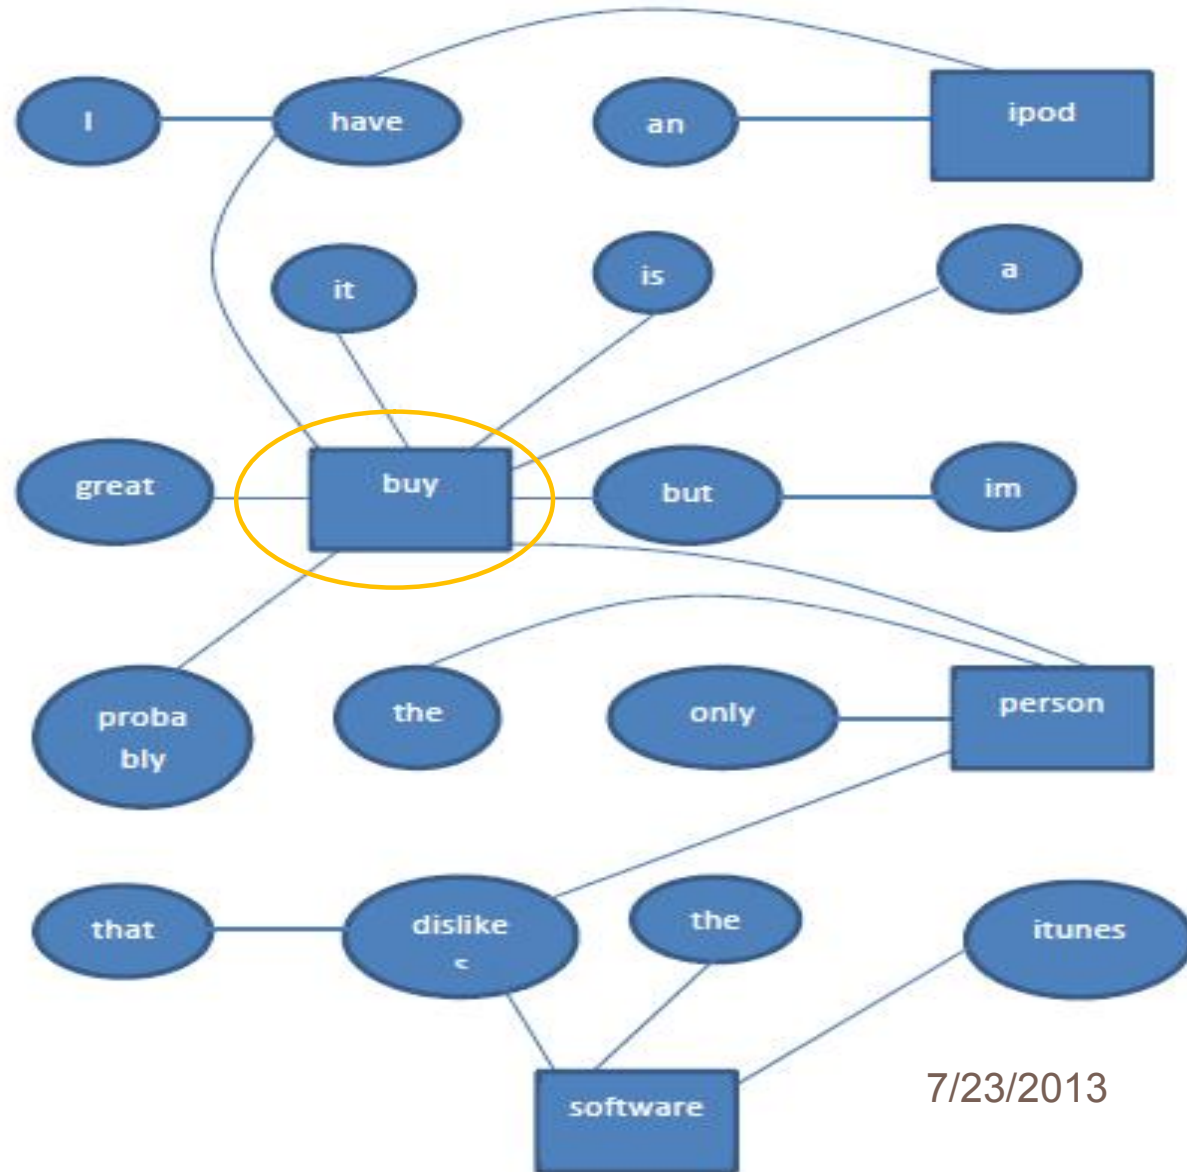 I have an ipod
it is a
great buy but im
proba
bly
the only person
that
dislike
the itunes
software
7/23/2013